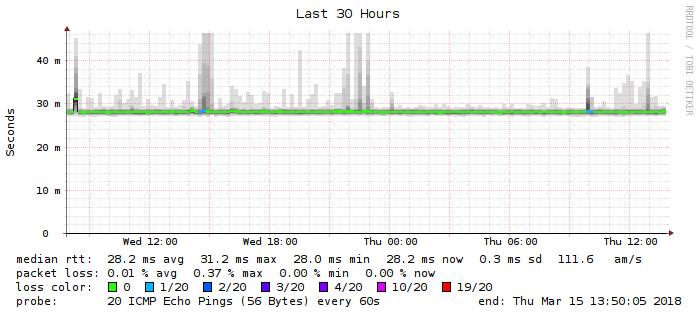 Last 30 Hours
RRDTOOL / TOBI OETIKER
Seconds
40 m
30 m
20 m
10 m
0
Wed 12:00 Wed 18:00 Thu 00:00 Thu 06:00 Thu 12:00
median rtt: 28.2 ms avg 31.2 ms max 28.0 ms min 28.2 ms now 0.3 ms sd 111.6 am/s
packet loss: 0.01 % avg 0.37 % max 0.00 % min 0.00 % now
loss color: 0 1/20 2/20 3/20 4/20 10/20 19/20
probe: 20 ICMP Echo Pings (56 Bytes) every 60s end: Thu Mar 15 13:50:05 2018